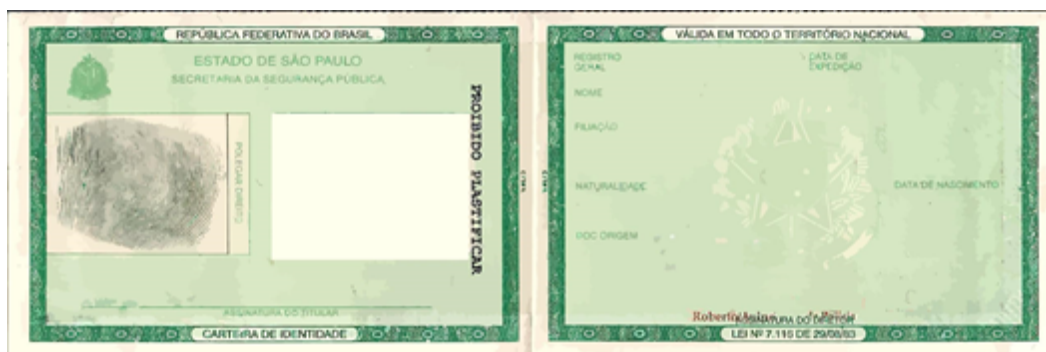 REPÚBLICA FEDERATIVA DO BRASIL
ESTADO DE SÃO PAULO
SECRETARIA DA SEGURANÇA PÚBLICA
POLEGAR DIREITO
PROIBIDO PLASTIFICAR
ASSINATURA DO TITULAR
CARTEIRA DE IDENTIDADE
VÁLIDA EM TODO O TERRITÓRIO NACIONAL
REGISTRO GERAL
DATA DE EXPEDIÇÃO
NOME
FILIAÇÃO
NATURALIDADE
DATA DE NASCIMENTO
DOC ORIGEM
Roberto
ASSINATURA DO DIRETOR
LEI Nº 7.116 DE 29/08/83